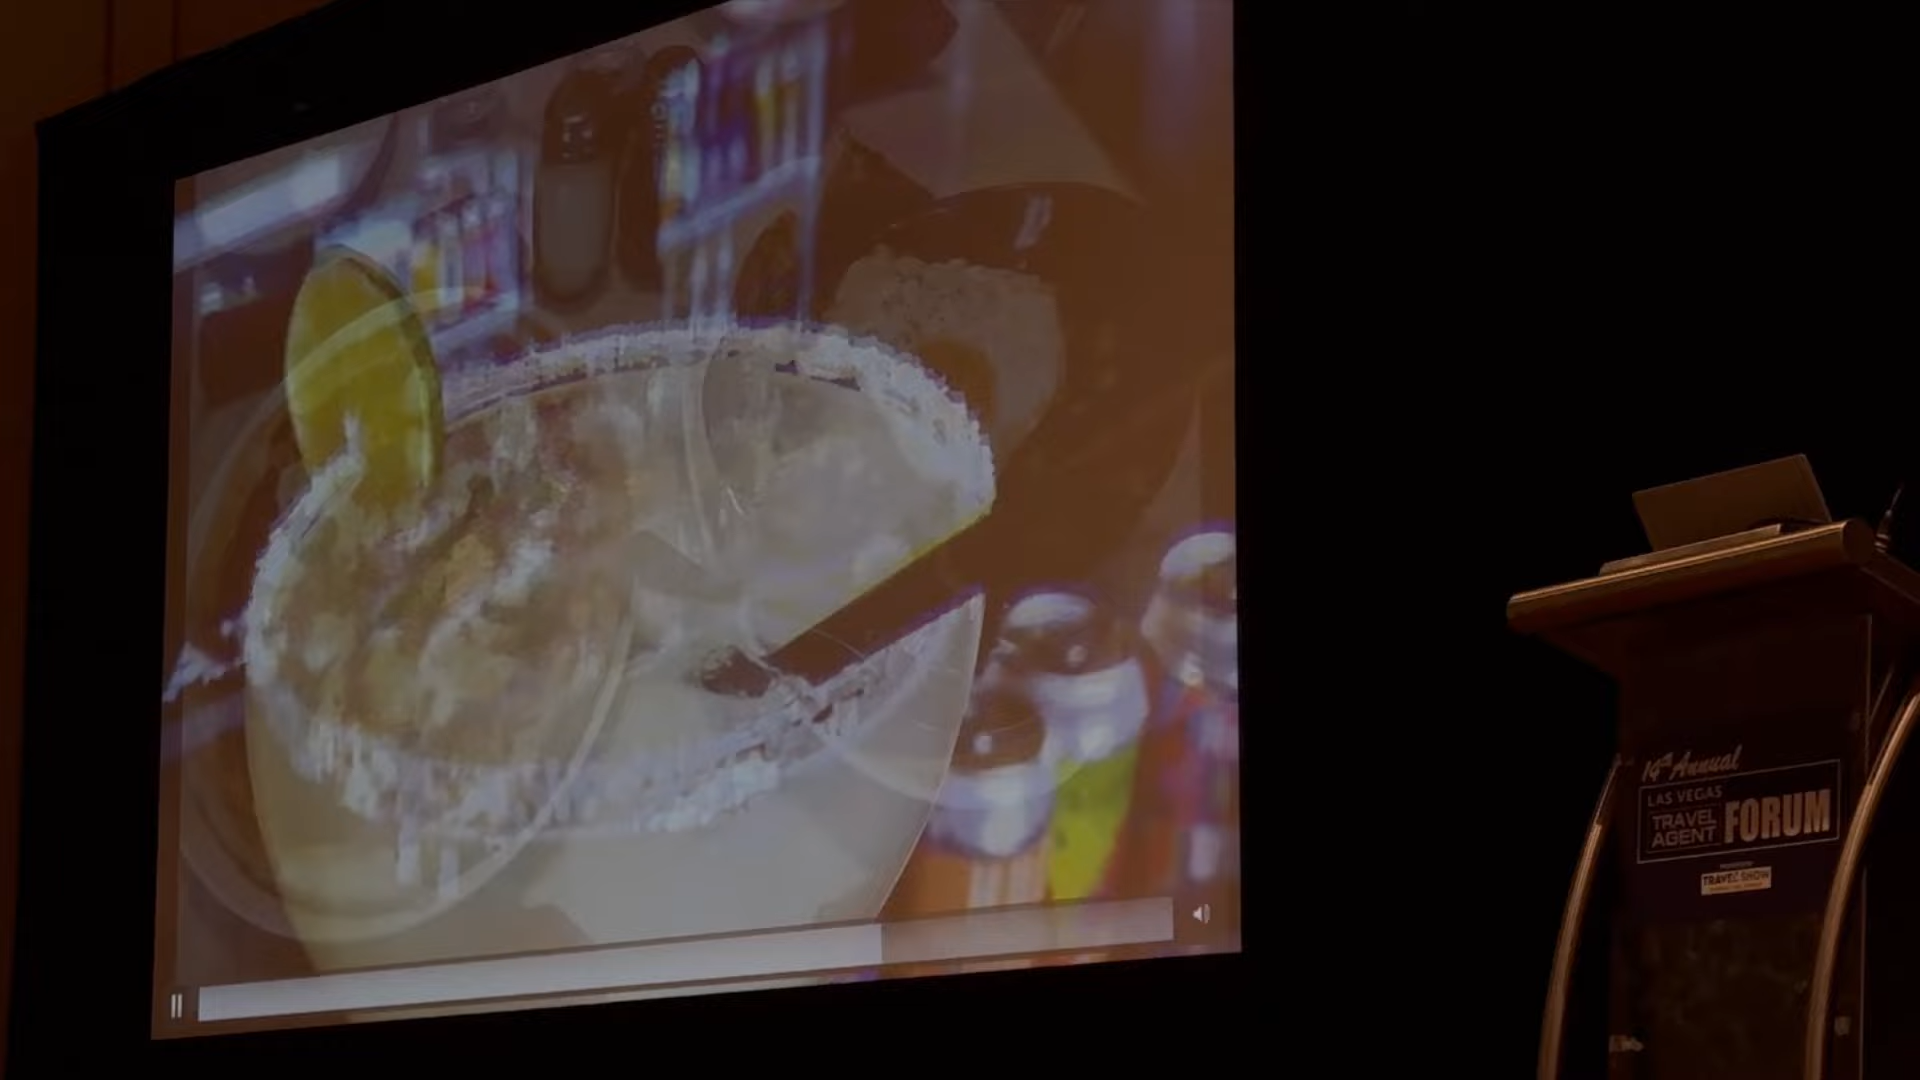 14th Annual
LAS VEGAS
TRAVEL
AGENT
FORUM
TRAVEL SHOW